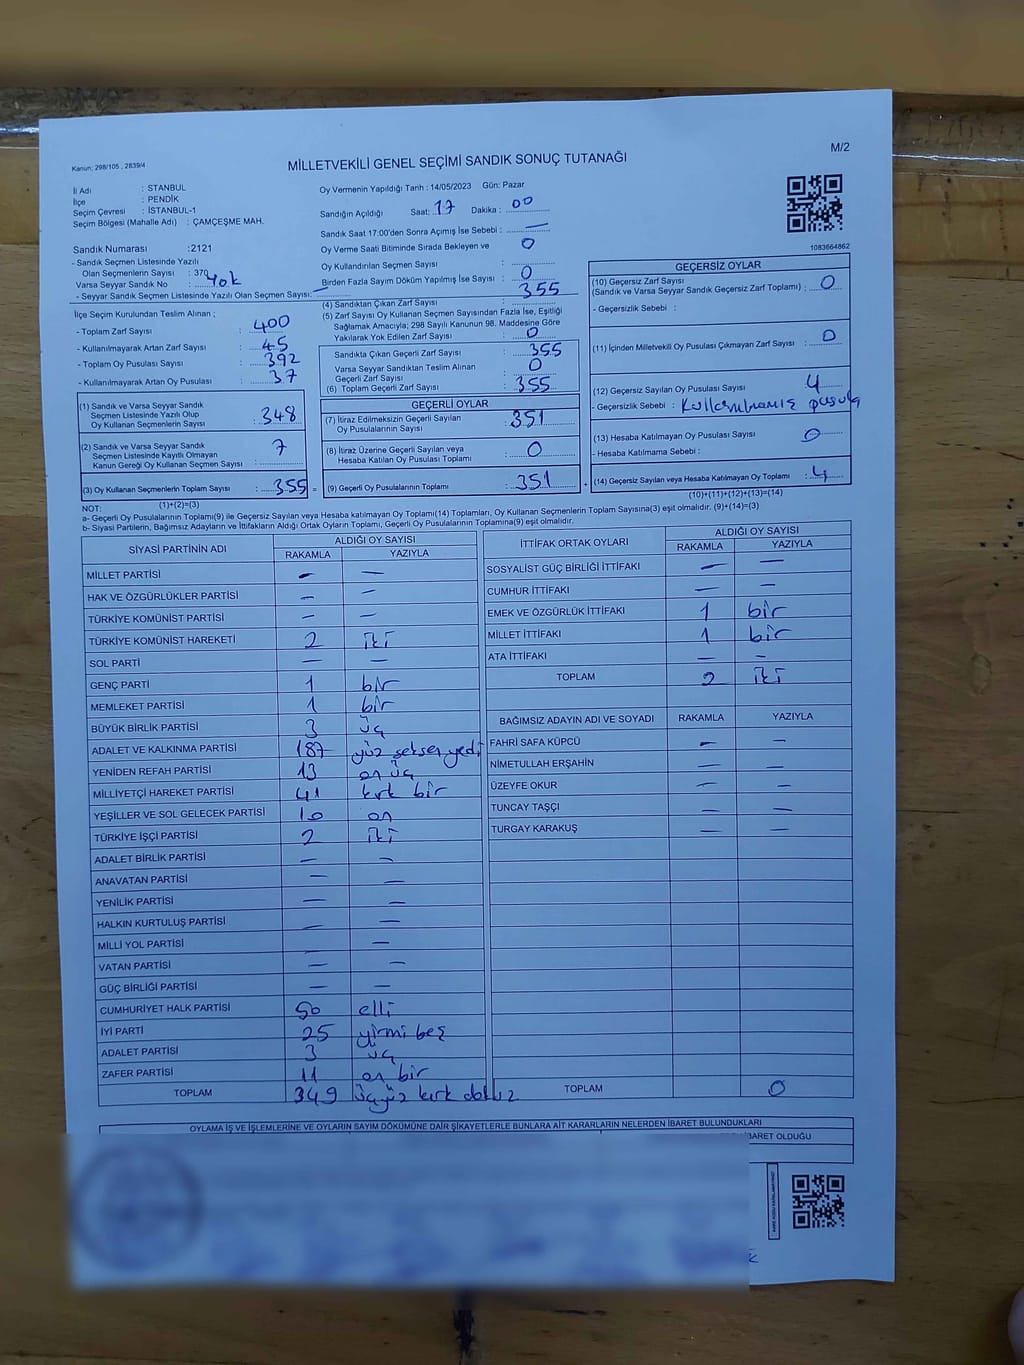 Kanun; 298/105 , 2839/4
MİLLETVEKİLİ GENEL SEÇİMİ SANDIK SONUÇ TUTANAĞI
M/2
İl Adı : STANBUL
İlçe : PENDİK
Seçim Çevresi : İSTANBUL-1
Seçim Bölgesi (Mahalle Adı) : ÇAMÇEŞME MAH.
Sandık Numarası :2121
- Sandık Seçmen Listesinde Yazılı
Olan Seçmenlerin Sayısı : 370
Varsa Seyyar Sandık No : Yok
- Seyyar Sandık Seçmen Listesinde Yazılı Olan Seçmen Sayısı: —
Oy Vermenin Yapıldığı Tarih : 14/05/2023 Gün: Pazar
Sandığın Açıldığı Saat: 17 Dakika : 00
Sandık Saat 17:00'den Sonra Açımış İse Sebebi : —
Oy Verme Saati Bitiminde Sırada Bekleyen ve : 0
Oy Kullandırılan Seçmen Sayısı :
Birden Fazla Sayım Döküm Yapılmış İse Sayısı : 0
1083664862
İlçe Seçim Kurulundan Teslim Alınan ;
- Toplam Zarf Sayısı : 400
- Kullanılmayarak Artan Zarf Sayısı : 45
- Toplam Oy Pusulası Sayısı : 392
- Kullanılmayarak Artan Oy Pusulası : 37
(1) Sandık ve Varsa Seyyar Sandık
Seçmen Listesinde Yazılı Olup
Oy Kullanan Seçmenlerin Sayısı : 348
(2) Sandık ve Varsa Seyyar Sandık
Seçmen Listesinde Kayıtlı Olmayan
Kanun Gereği Oy Kullanan Seçmen Sayısı : 7
(3) Oy Kullanan Seçmenlerin Toplam Sayısı : 355 =
(4) Sandıktan Çıkan Zarf Sayısı : 355
(5) Zarf Sayısı Oy Kullanan Seçmen Sayısından Fazla İse, Eşitliği
Sağlamak Amacıyla; 298 Sayılı Kanunun 98. Maddesine Göre
Yakılarak Yok Edilen Zarf Sayısı : 0
Sandıkta Çıkan Geçerli Zarf Sayısı : 355
Varsa Seyyar Sandıktan Teslim Alınan
Geçerli Zarf Sayısı : 0
(6) Toplam Geçerli Zarf Sayısı : 355
GEÇERLİ OYLAR
(7) İtiraz Edilmeksizin Geçerli Sayılan
Oy Pusulalarının Sayısı : 351
(8) İtiraz Üzerine Geçerli Sayılan veya
Hesaba Katılan Oy Pusulası Toplamı : 0
(9) Geçerli Oy Pusulalarının Toplamı : 351 +
GEÇERSİZ OYLAR
(10) Geçersiz Zarf Sayısı
(Sandık ve Varsa Seyyar Sandık Geçersiz Zarf Toplamı) : 0
- Geçersizlik Sebebi :
(11) İçinden Milletvekili Oy Pusulası Çıkmayan Zarf Sayısı : 0
(12) Geçersiz Sayılan Oy Pusulası Sayısı : 4
- Geçersizlik Sebebi : Kullanılmamış pusula
(13) Hesaba Katılmayan Oy Pusulası Sayısı : 0
- Hesaba Katılmama Sebebi :
(14) Geçersiz Sayılan veya Hesaba Katılmayan Oy Toplamı : 4
(10)+(11)+(12)+(13)=(14)
NOT: (1)+(2)=(3)
a- Geçerli Oy Pusulalarının Toplamı(9) ile Geçersiz Sayılan veya Hesaba katılmayan Oy Toplamı(14) Toplamları, Oy Kullanan Seçmenlerin Toplam Sayısına(3) eşit olmalıdır. (9)+(14)=(3)
b- Siyasi Partilerin, Bağımsız Adayların ve İttifakların Aldığı Ortak Oyların Toplamı, Geçerli Oy Pusulalarının Toplamına(9) eşit olmalıdır.
SİYASİ PARTİNİN ADI ALDIĞI OY SAYISI
RAKAMLA YAZIYLA
MİLLET PARTİSİ — —
HAK VE ÖZGÜRLÜKLER PARTİSİ — —
TÜRKİYE KOMÜNİST PARTİSİ — —
TÜRKİYE KOMÜNİST HAREKETİ 2 iki
SOL PARTİ — —
GENÇ PARTİ 1 bir
MEMLEKET PARTİSİ 1 bir
BÜYÜK BİRLİK PARTİSİ 3 üç
ADALET VE KALKINMA PARTİSİ 187 yüz seksen yedi
YENİDEN REFAH PARTİSİ 13 on üç
MİLLİYETÇİ HAREKET PARTİSİ 41 kırk bir
YEŞİLLER VE SOL GELECEK PARTİSİ 10 on
TÜRKİYE İŞÇİ PARTİSİ 2 iki
ADALET BİRLİK PARTİSİ — —
ANAVATAN PARTİSİ — —
YENİLİK PARTİSİ — —
HALKIN KURTULUŞ PARTİSİ — —
MİLLİ YOL PARTİSİ —
VATAN PARTİSİ — —
GÜÇ BİRLİĞİ PARTİSİ — —
CUMHURİYET HALK PARTİSİ 50 elli
İYİ PARTİ 25 yirmi beş
ADALET PARTİSİ 3 üç
ZAFER PARTİSİ 11 on bir
TOPLAM 349 üçyüz kırk dokuz
İTTİFAK ORTAK OYLARI ALDIĞI OY SAYISI
RAKAMLA YAZIYLA
SOSYALİST GÜÇ BİRLİĞİ İTTİFAKI — —
CUMHUR İTTİFAKI — —
EMEK VE ÖZGÜRLÜK İTTİFAKI 1 bir
MİLLET İTTİFAKI 1 bir
ATA İTTİFAKI — —
TOPLAM 2 iki
BAĞIMSIZ ADAYIN ADI VE SOYADI RAKAMLA YAZIYLA
FAHRİ SAFA KÜPCÜ — —
NİMETULLAH ERŞAHİN — —
ÜZEYFE OKUR — —
TUNCAY TAŞÇI — —
TURGAY KARAKUŞ — —
TOPLAM 0
OYLAMA İŞ VE İŞLEMLERİNE VE OYLARIN SAYIM DÖKÜMÜNE DAİR ŞİKAYETLERLE BUNLARA AİT KARARLARIN NELERDEN İBARET BULUNDUKLARI
İBARET OLDUĞU